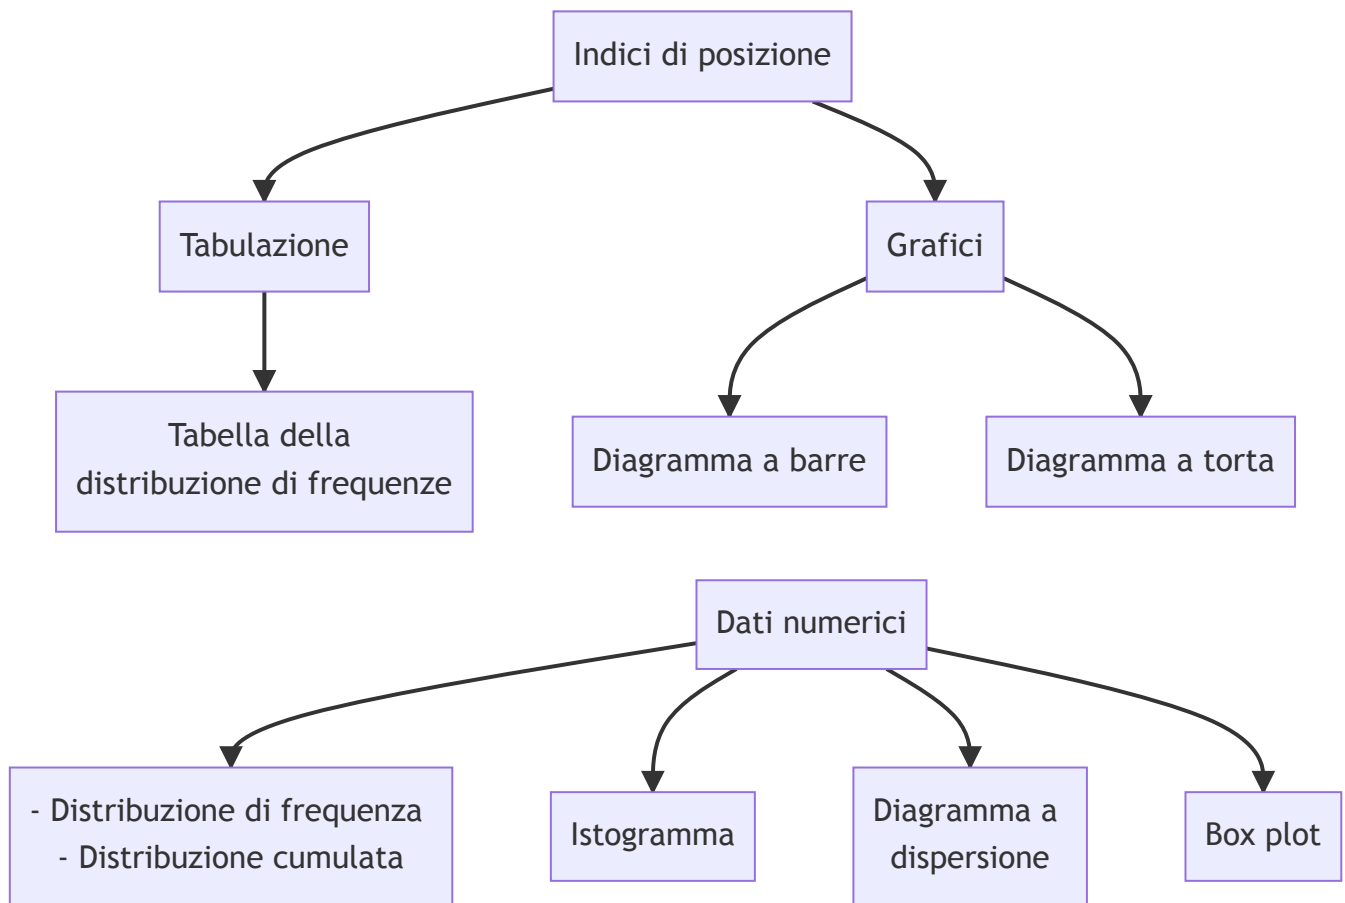 Indici di posizione
Tabulazione
Grafici
Tabella della
distribuzione di frequenze
Diagramma a barre
Diagramma a torta
Dati numerici
- Distribuzione di frequenza
- Distribuzione cumulata
Istogramma
Diagramma a
dispersione
Box plot